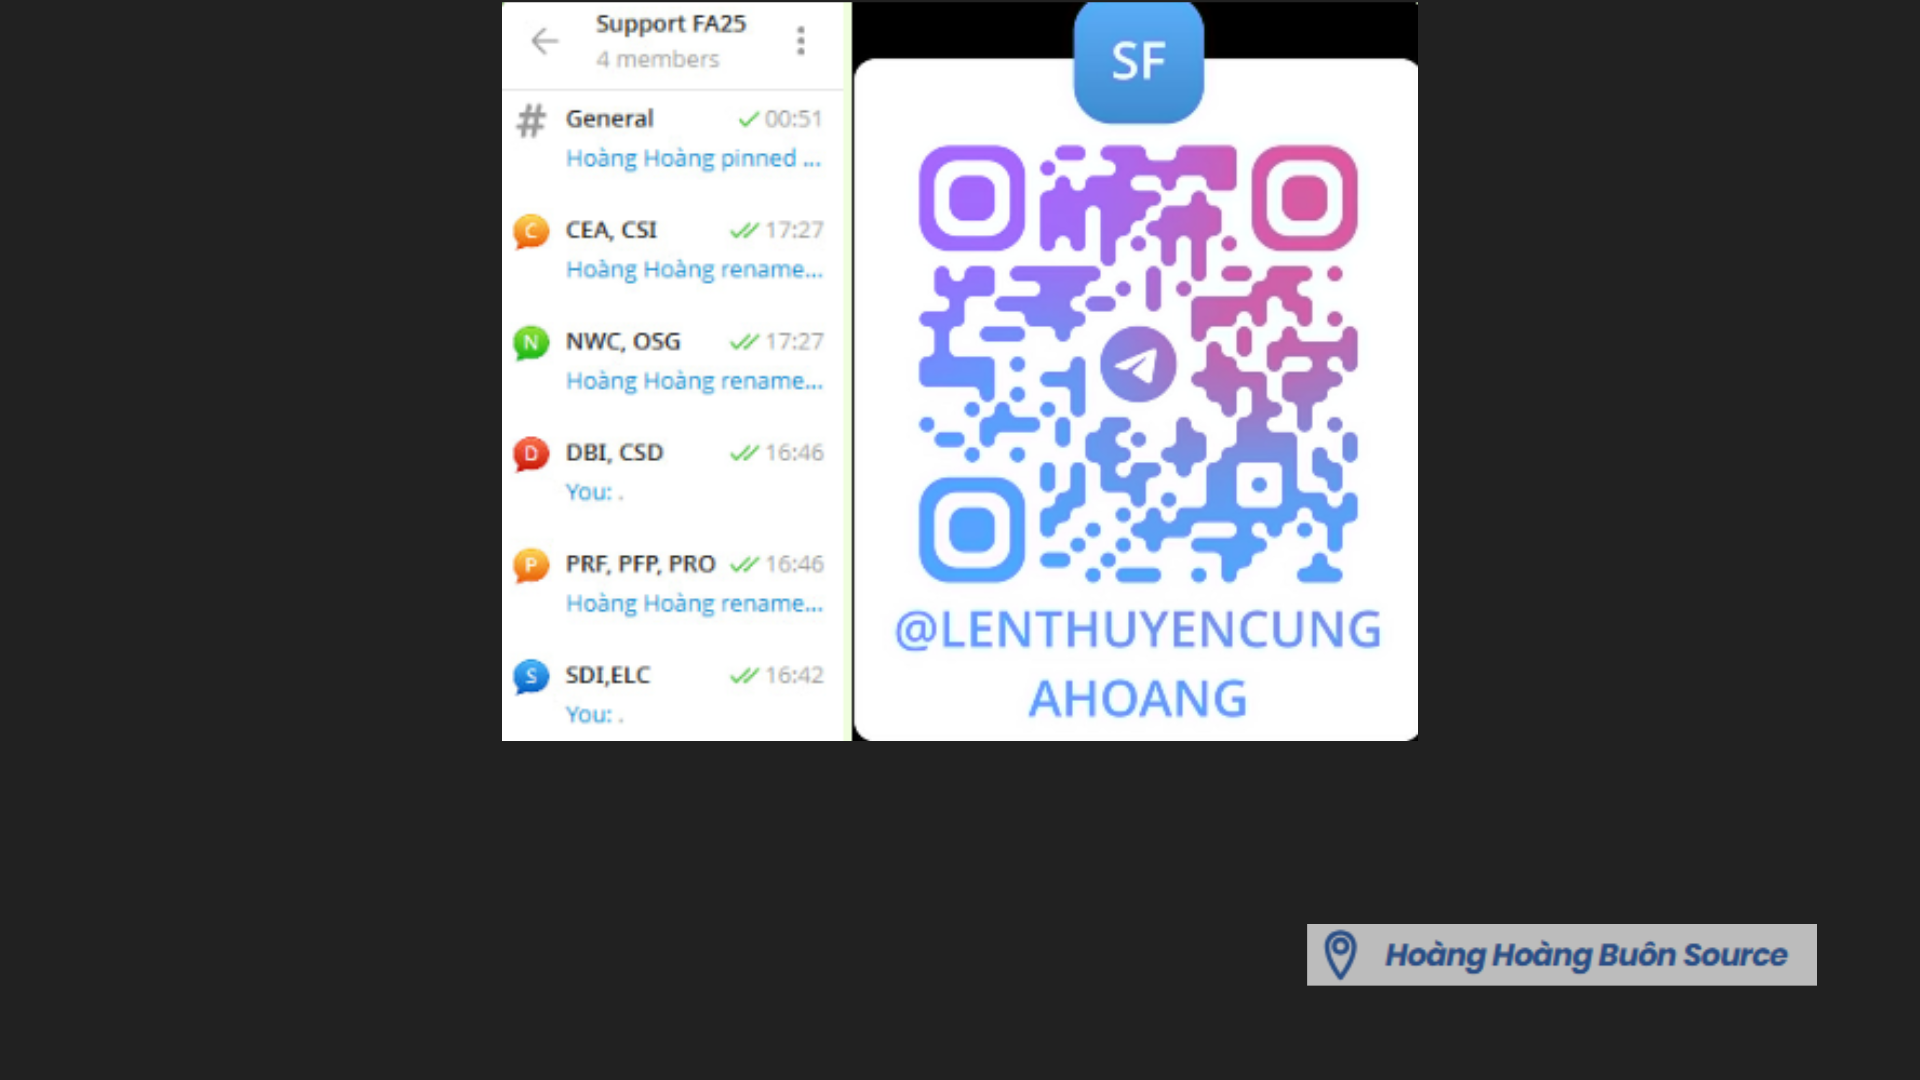 Support FA25
4 members
# General 00:51
Hoàng Hoàng pinned ...
C CEA, CSI 17:27
Hoàng Hoàng rename...
N NWC, OSG 17:27
Hoàng Hoàng rename...
D DBI, CSD 16:46
You: .
P PRF, PFP, PRO 16:46
Hoàng Hoàng rename...
S SDI,ELC 16:42
You: .
SF
@LENTHUYENCUNG
AHOANG
Hoàng Hoàng Buôn Source